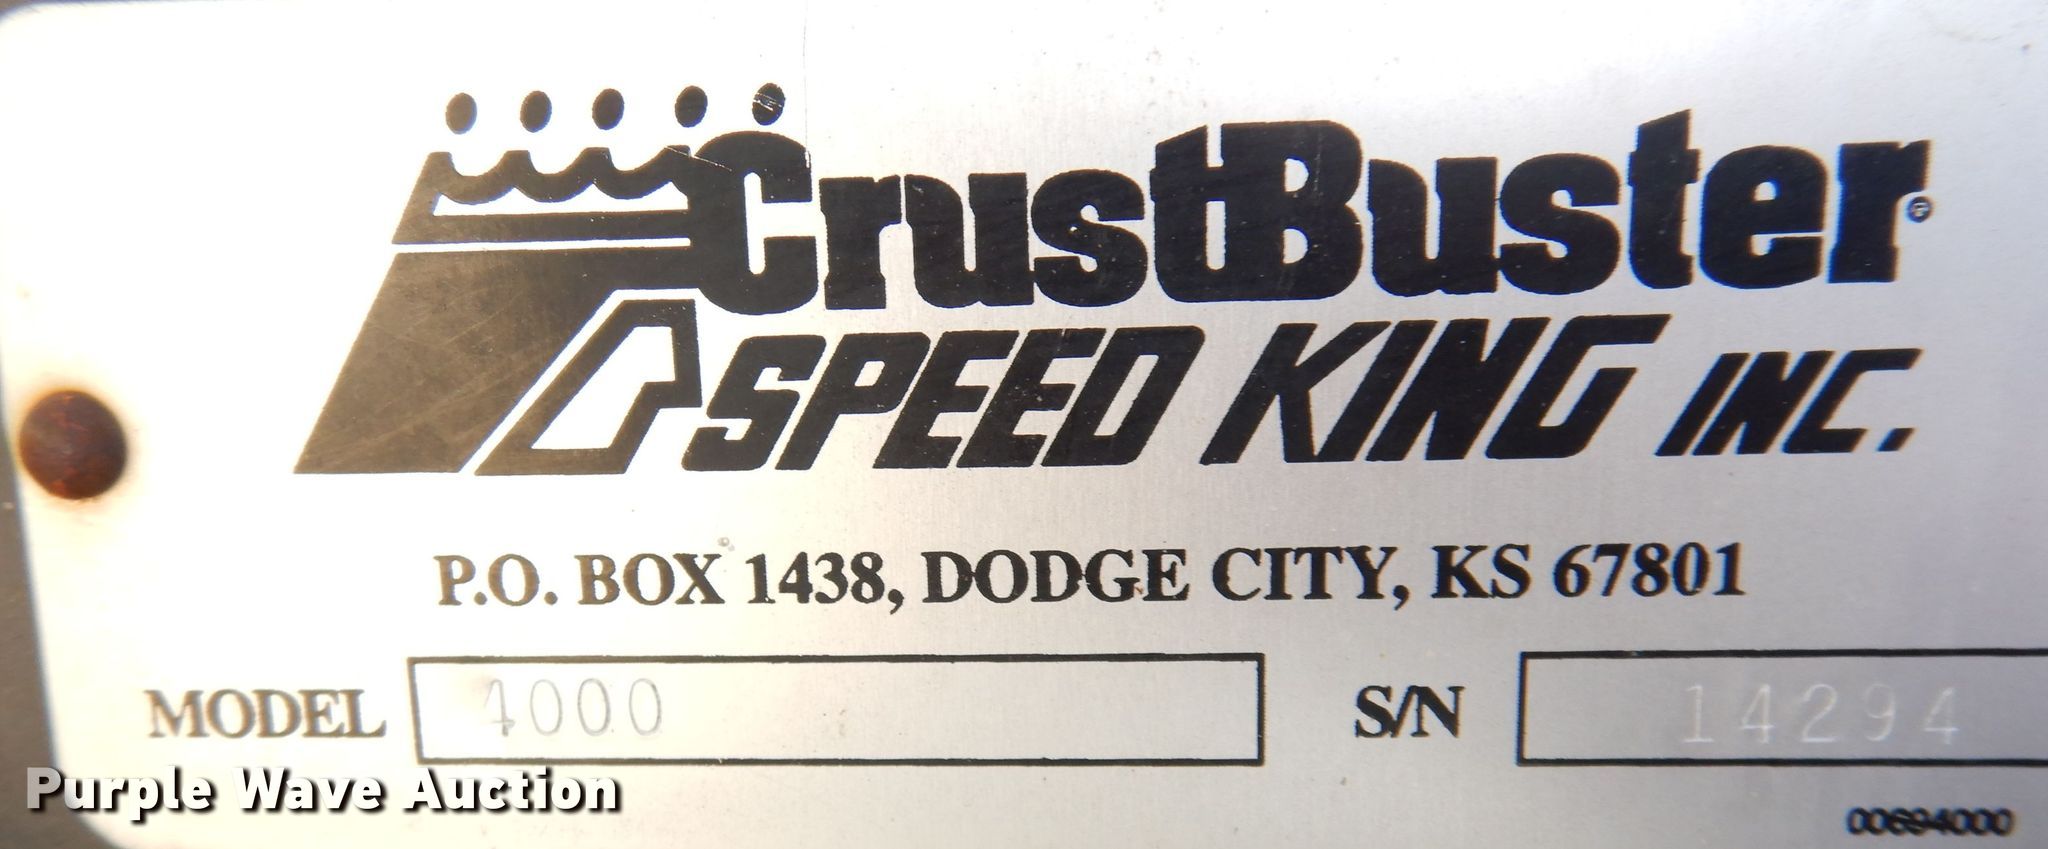 CrustBuster®
SPEED KING INC.
P.O. BOX 1438, DODGE CITY, KS 67801
MODEL 4000 S/N 14294
Purple Wave Auction
00694000